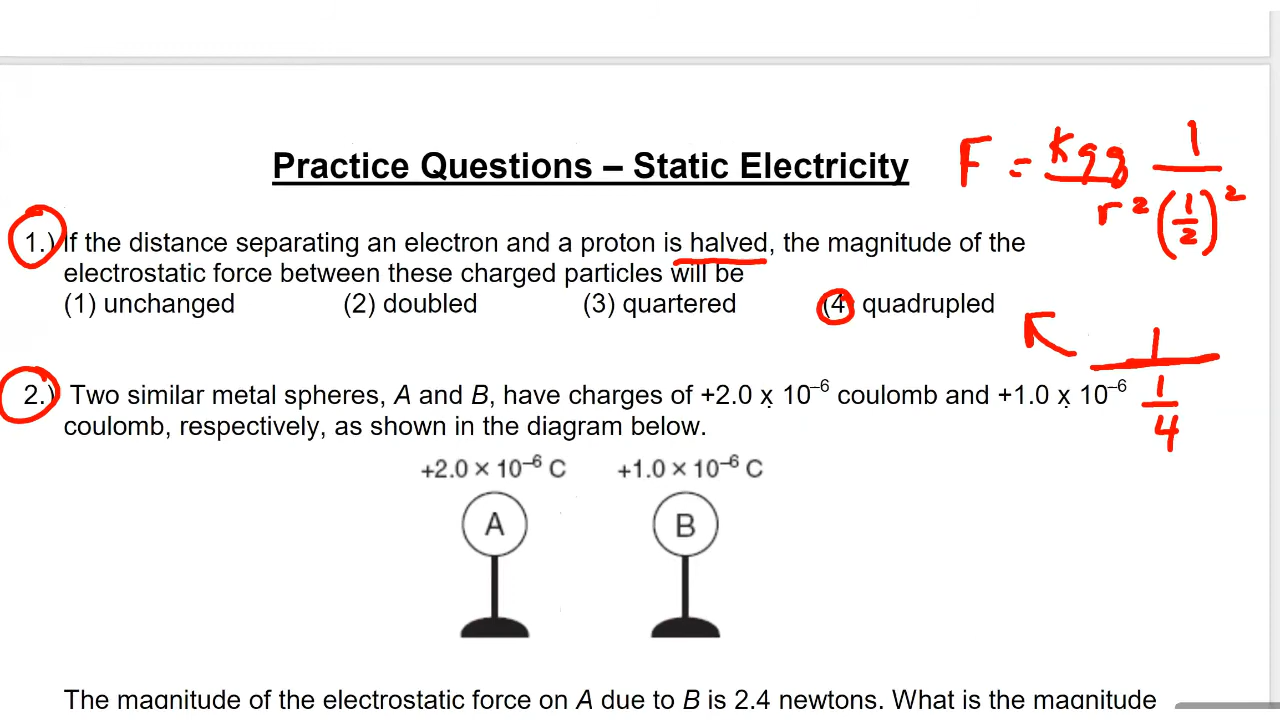 Practice Questions – Static Electricity
F = kqq 1
r² (1/2)²
1.) If the distance separating an electron and a proton is halved, the magnitude of the
electrostatic force between these charged particles will be
(1) unchanged (2) doubled (3) quartered (4) quadrupled
1
1
4
2.) Two similar metal spheres, A and B, have charges of +2.0 x 10⁻⁶ coulomb and +1.0 x 10⁻⁶
coulomb, respectively, as shown in the diagram below.
+2.0 × 10⁻⁶ C +1.0 × 10⁻⁶ C
A B
The magnitude of the electrostatic force on A due to B is 2.4 newtons. What is the magnitude